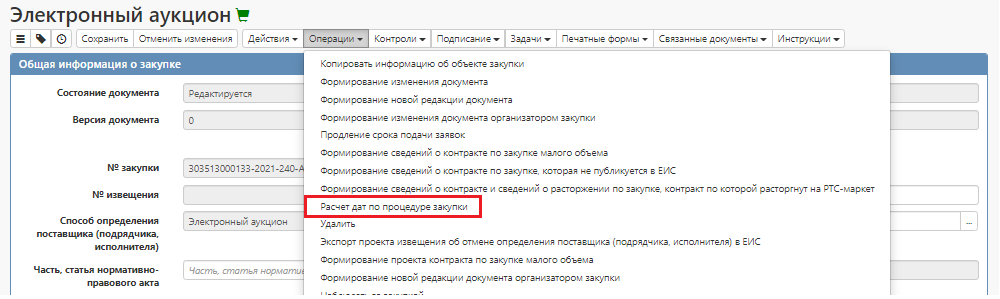 Электронный аукцион
Сохранить Отменить изменения Действия Операции Контроли Подписание Задачи Печатные формы Связанные документы Инструкции
Общая информация о закупке
Копировать информацию об объекте закупки
Формирование изменения документа
Состояние документа Редактируется
Формирование новой редакции документа
Версия документа 0
Формирование изменения документа организатором закупки
Продление срока подачи заявок
Формирование сведений о контракте по закупке малого объема
№ закупки 303513000133-2021-240-А
Формирование сведений о контракте по закупке, которая не публикуется в ЕИС
№ извещения
Формирование сведений о контракте и сведений о расторжении по закупке, контракт по которой расторгнут на РТС-маркет
Расчет дат по процедуре закупки
Способ определения
поставщика (подрядчика,
исполнителя)
Электронный аукцион
...
Удалить
Экспорт проекта извещения об отмене определения поставщика (подрядчика, исполнителя) в ЕИС
Формирование проекта контракта по закупке малого объема
Часть, статья нормативно-
правового акта
Часть, статья норматив
Формирование новой редакции документа организатором закупки